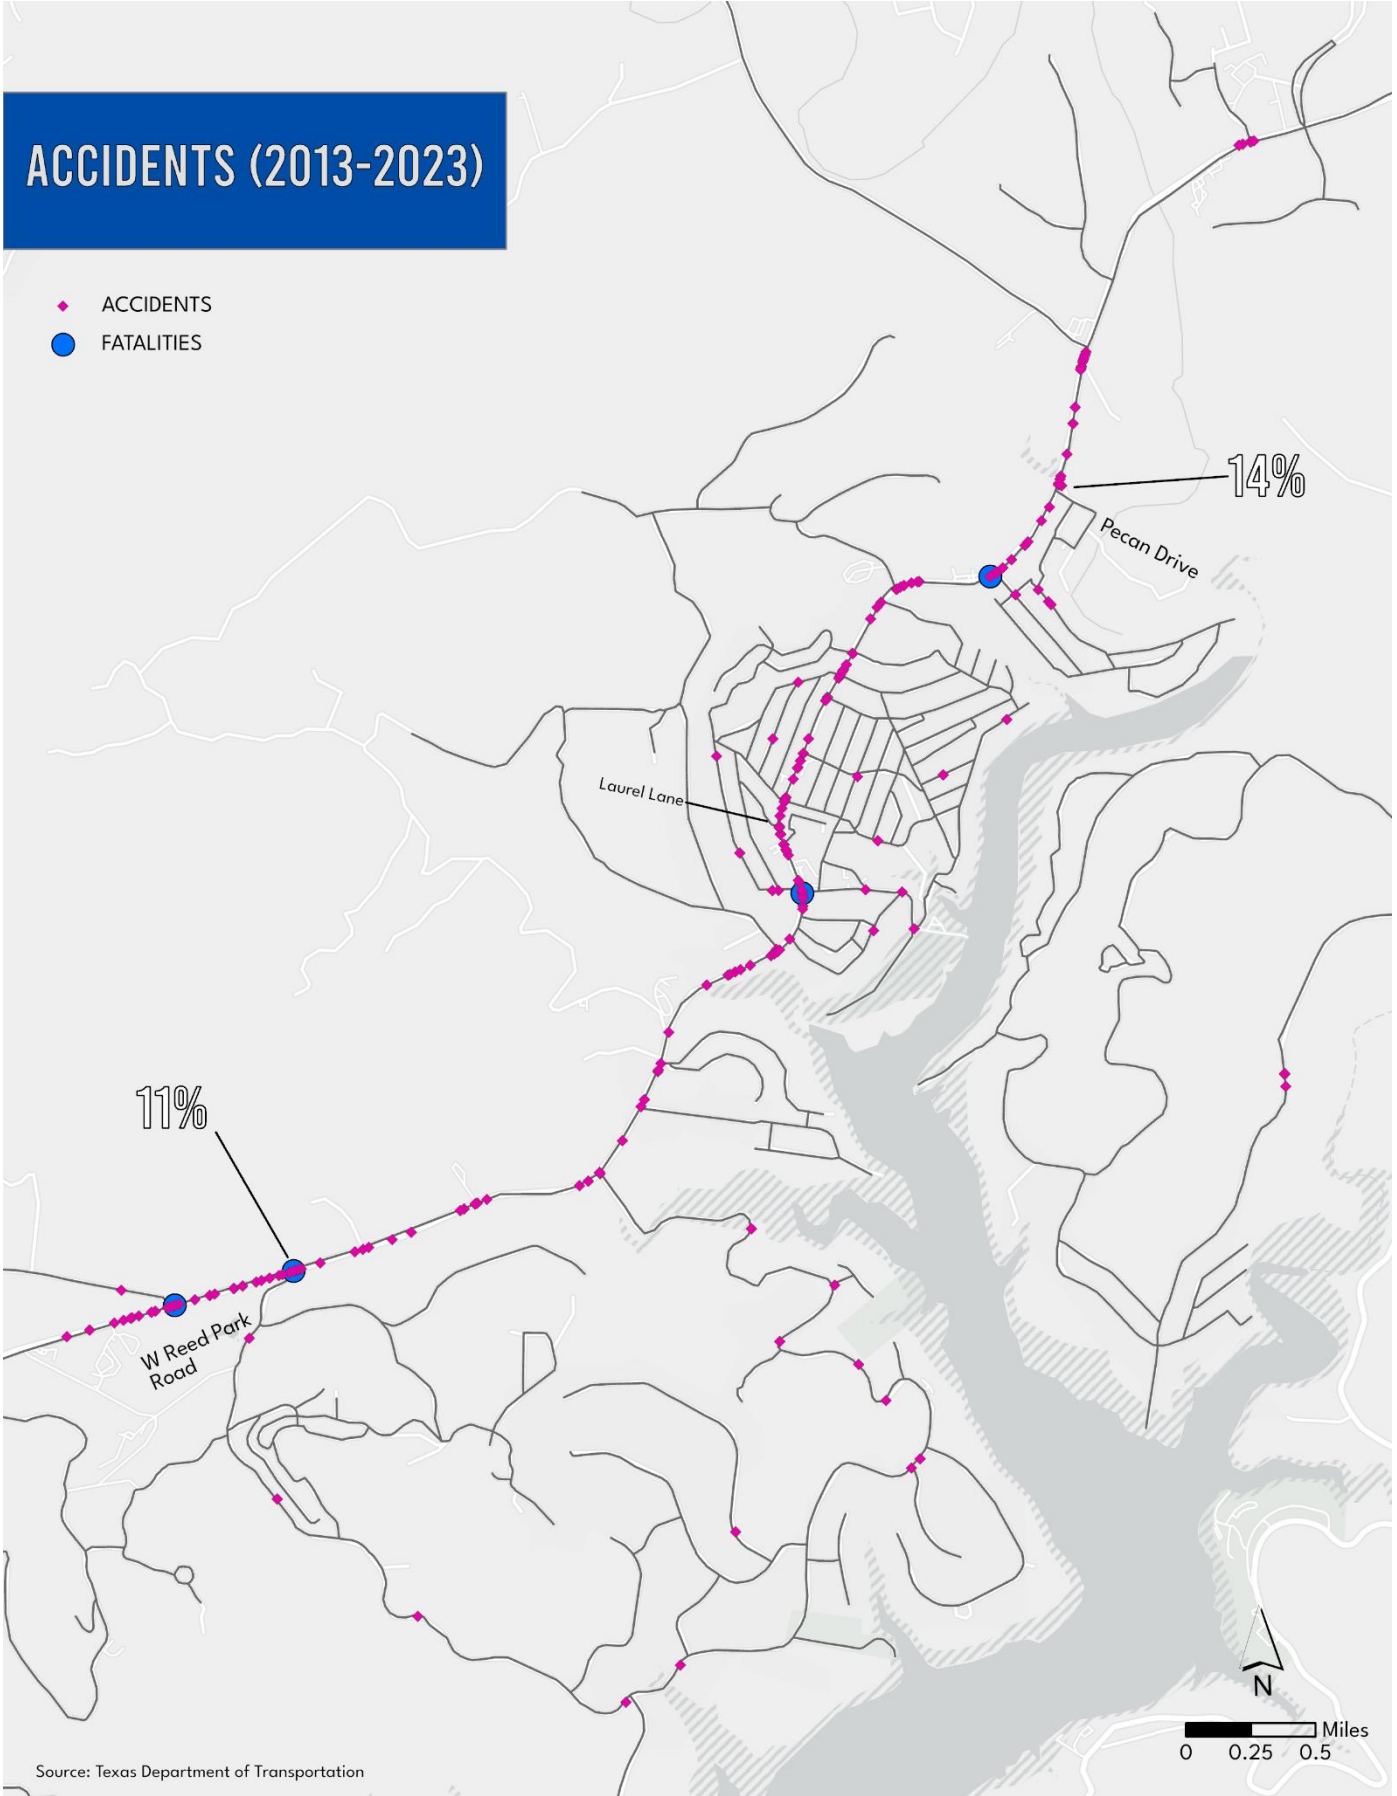 ACCIDENTS (2013-2023)
ACCIDENTS
FATALITIES
14%
Pecan Drive
Laurel Lane
11%
W Reed Park
Road
N
Miles
0 0.25 0.5
Source: Texas Department of Transportation